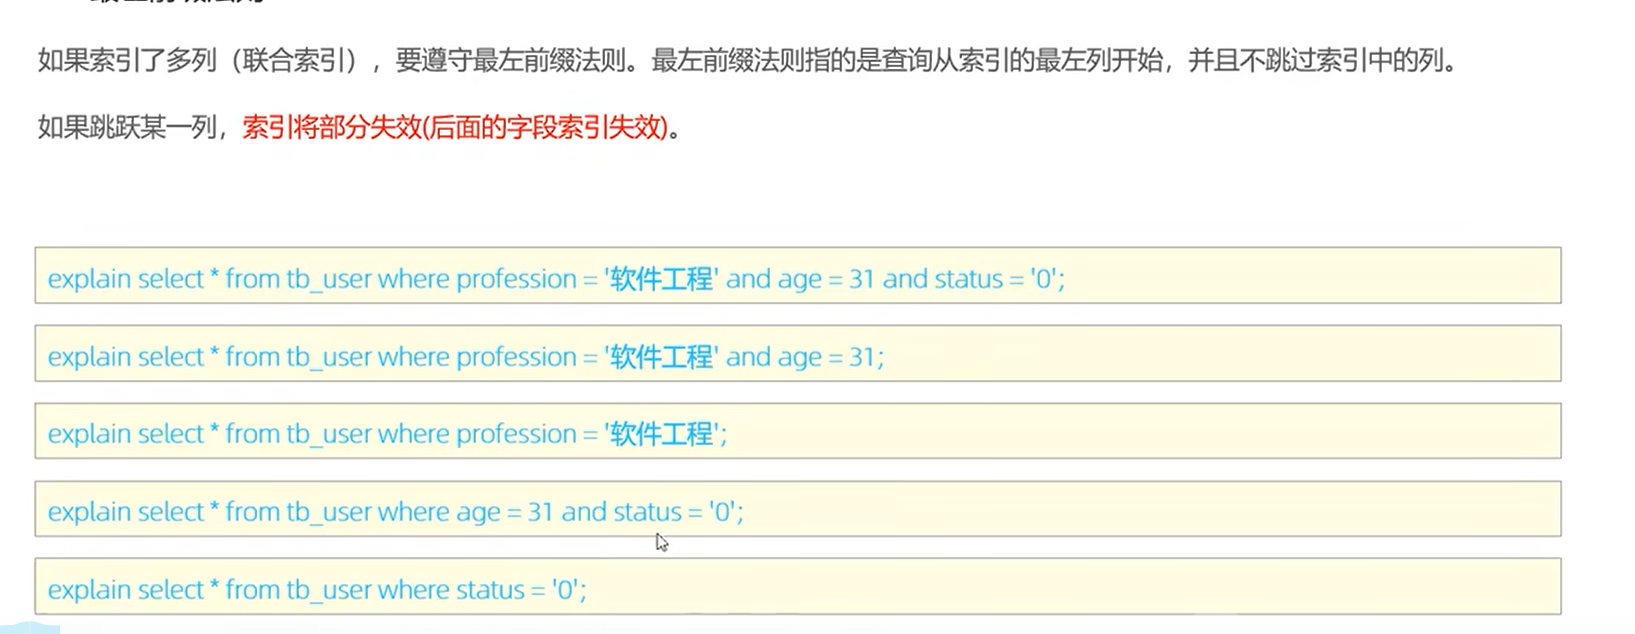 如果索引了多列（联合索引），要遵守最左前缀法则。最左前缀法则指的是查询从索引的最左列开始，并且不跳过索引中的列。
如果跳跃某一列，索引将部分失效(后面的字段索引失效)。
explain select * from tb_user where profession = '软件工程' and age = 31 and status = '0';
explain select * from tb_user where profession = '软件工程' and age = 31;
explain select * from tb_user where profession = '软件工程';
explain select * from tb_user where age = 31 and status = '0';
explain select * from tb_user where status = '0';